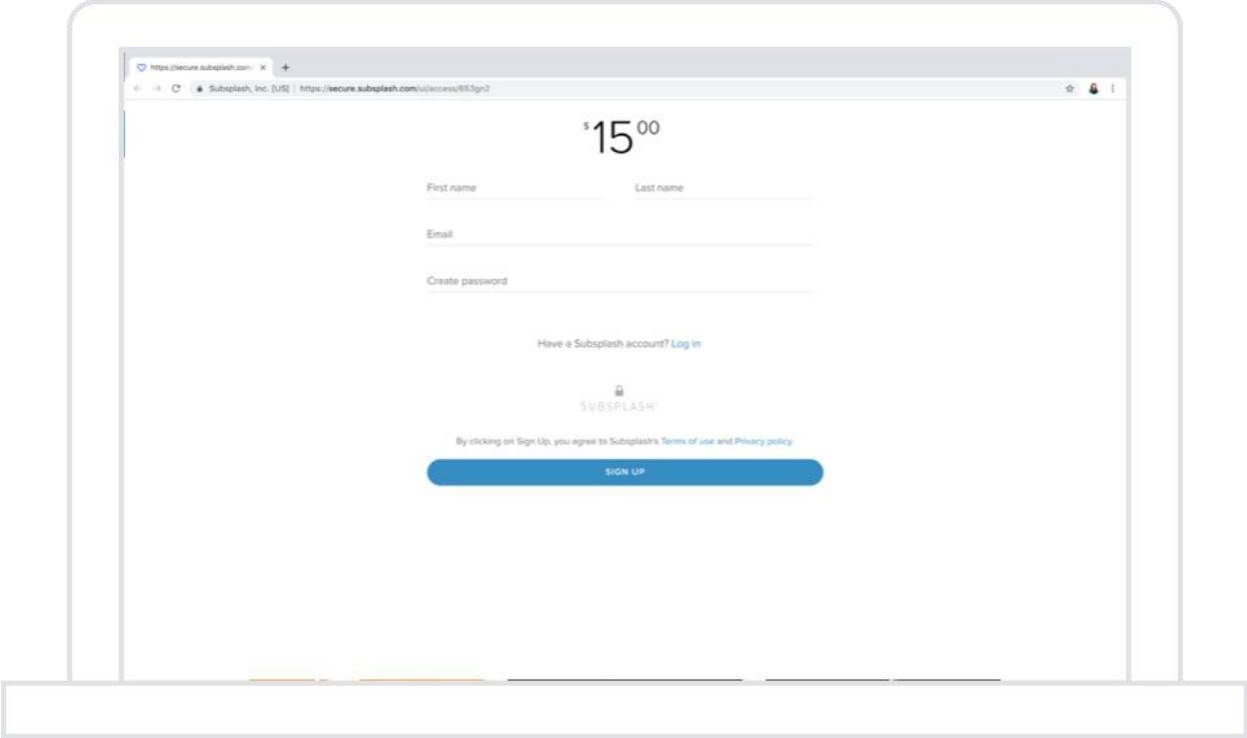 https://secure.subsplash.com/
Subsplash, Inc. [US] | https://secure.subsplash.com/ui/access/653gn2
$15 00
First name Last name
Email
Create password
Have a Subsplash account? Log in
SUBSPLASH
By clicking on Sign Up, you agree to Subsplash's Terms of use and Privacy policy.
SIGN UP